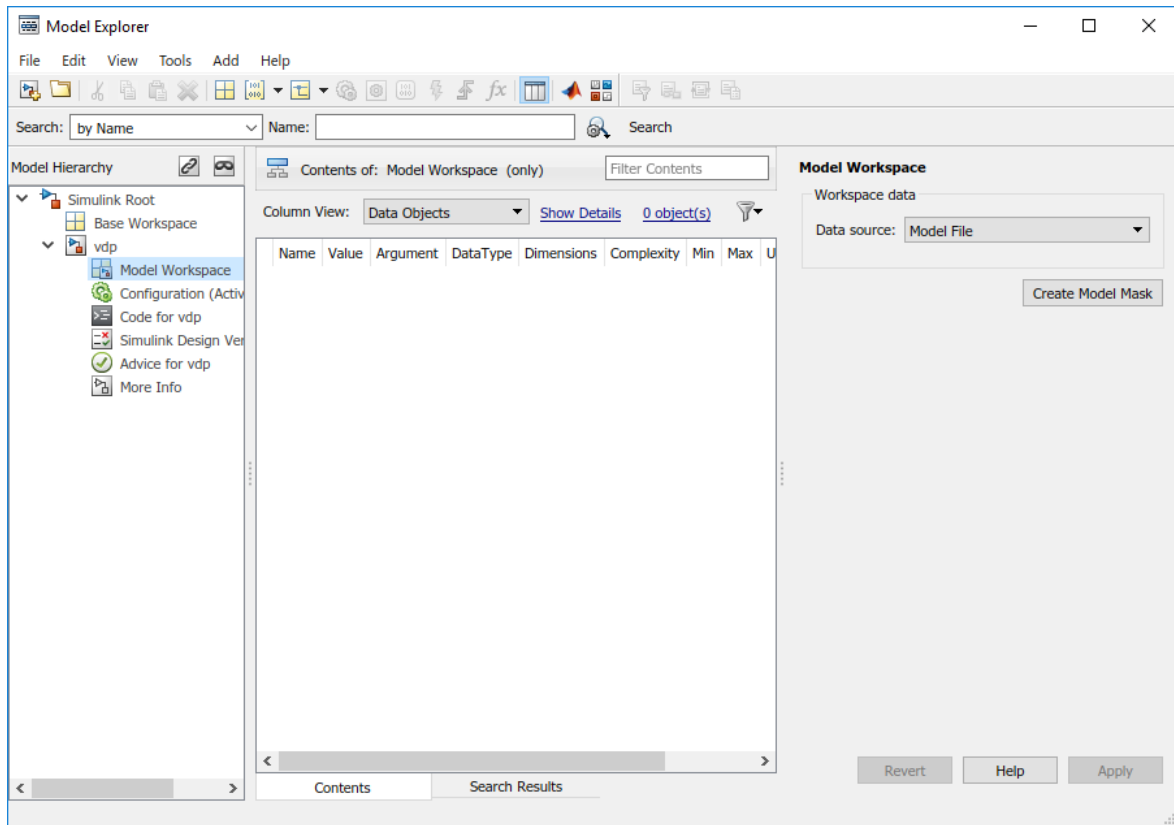 Model Explorer
File Edit View Tools Add Help
fx
Search: by Name Name: Search
Model Hierarchy
Simulink Root
Base Workspace
vdp
Model Workspace
Configuration (Activ
Code for vdp
Simulink Design Ver
Advice for vdp
More Info
Contents of: Model Workspace (only) Filter Contents
Column View: Data Objects Show Details 0 object(s)
Name Value Argument DataType Dimensions Complexity Min Max U
Contents Search Results
Model Workspace
Workspace data
Data source: Model File
Create Model Mask
Revert Help Apply